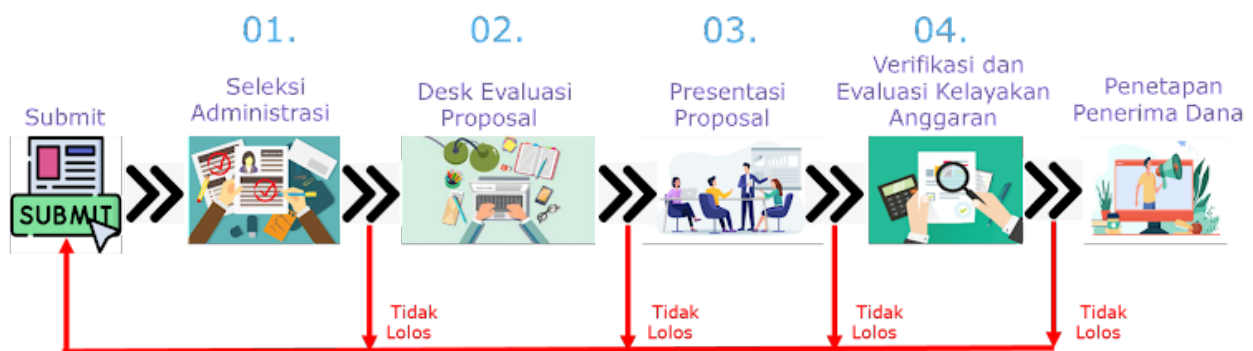 01.
02.
03.
04.
Submit
Seleksi
Administrasi
Desk Evaluasi
Proposal
Presentasi
Proposal
Verifikasi dan
Evaluasi Kelayakan
Anggaran
Penetapan
Penerima Dana
SUBMIT
Tidak
Lolos
Tidak
Lolos
Tidak
Lolos
Tidak
Lolos